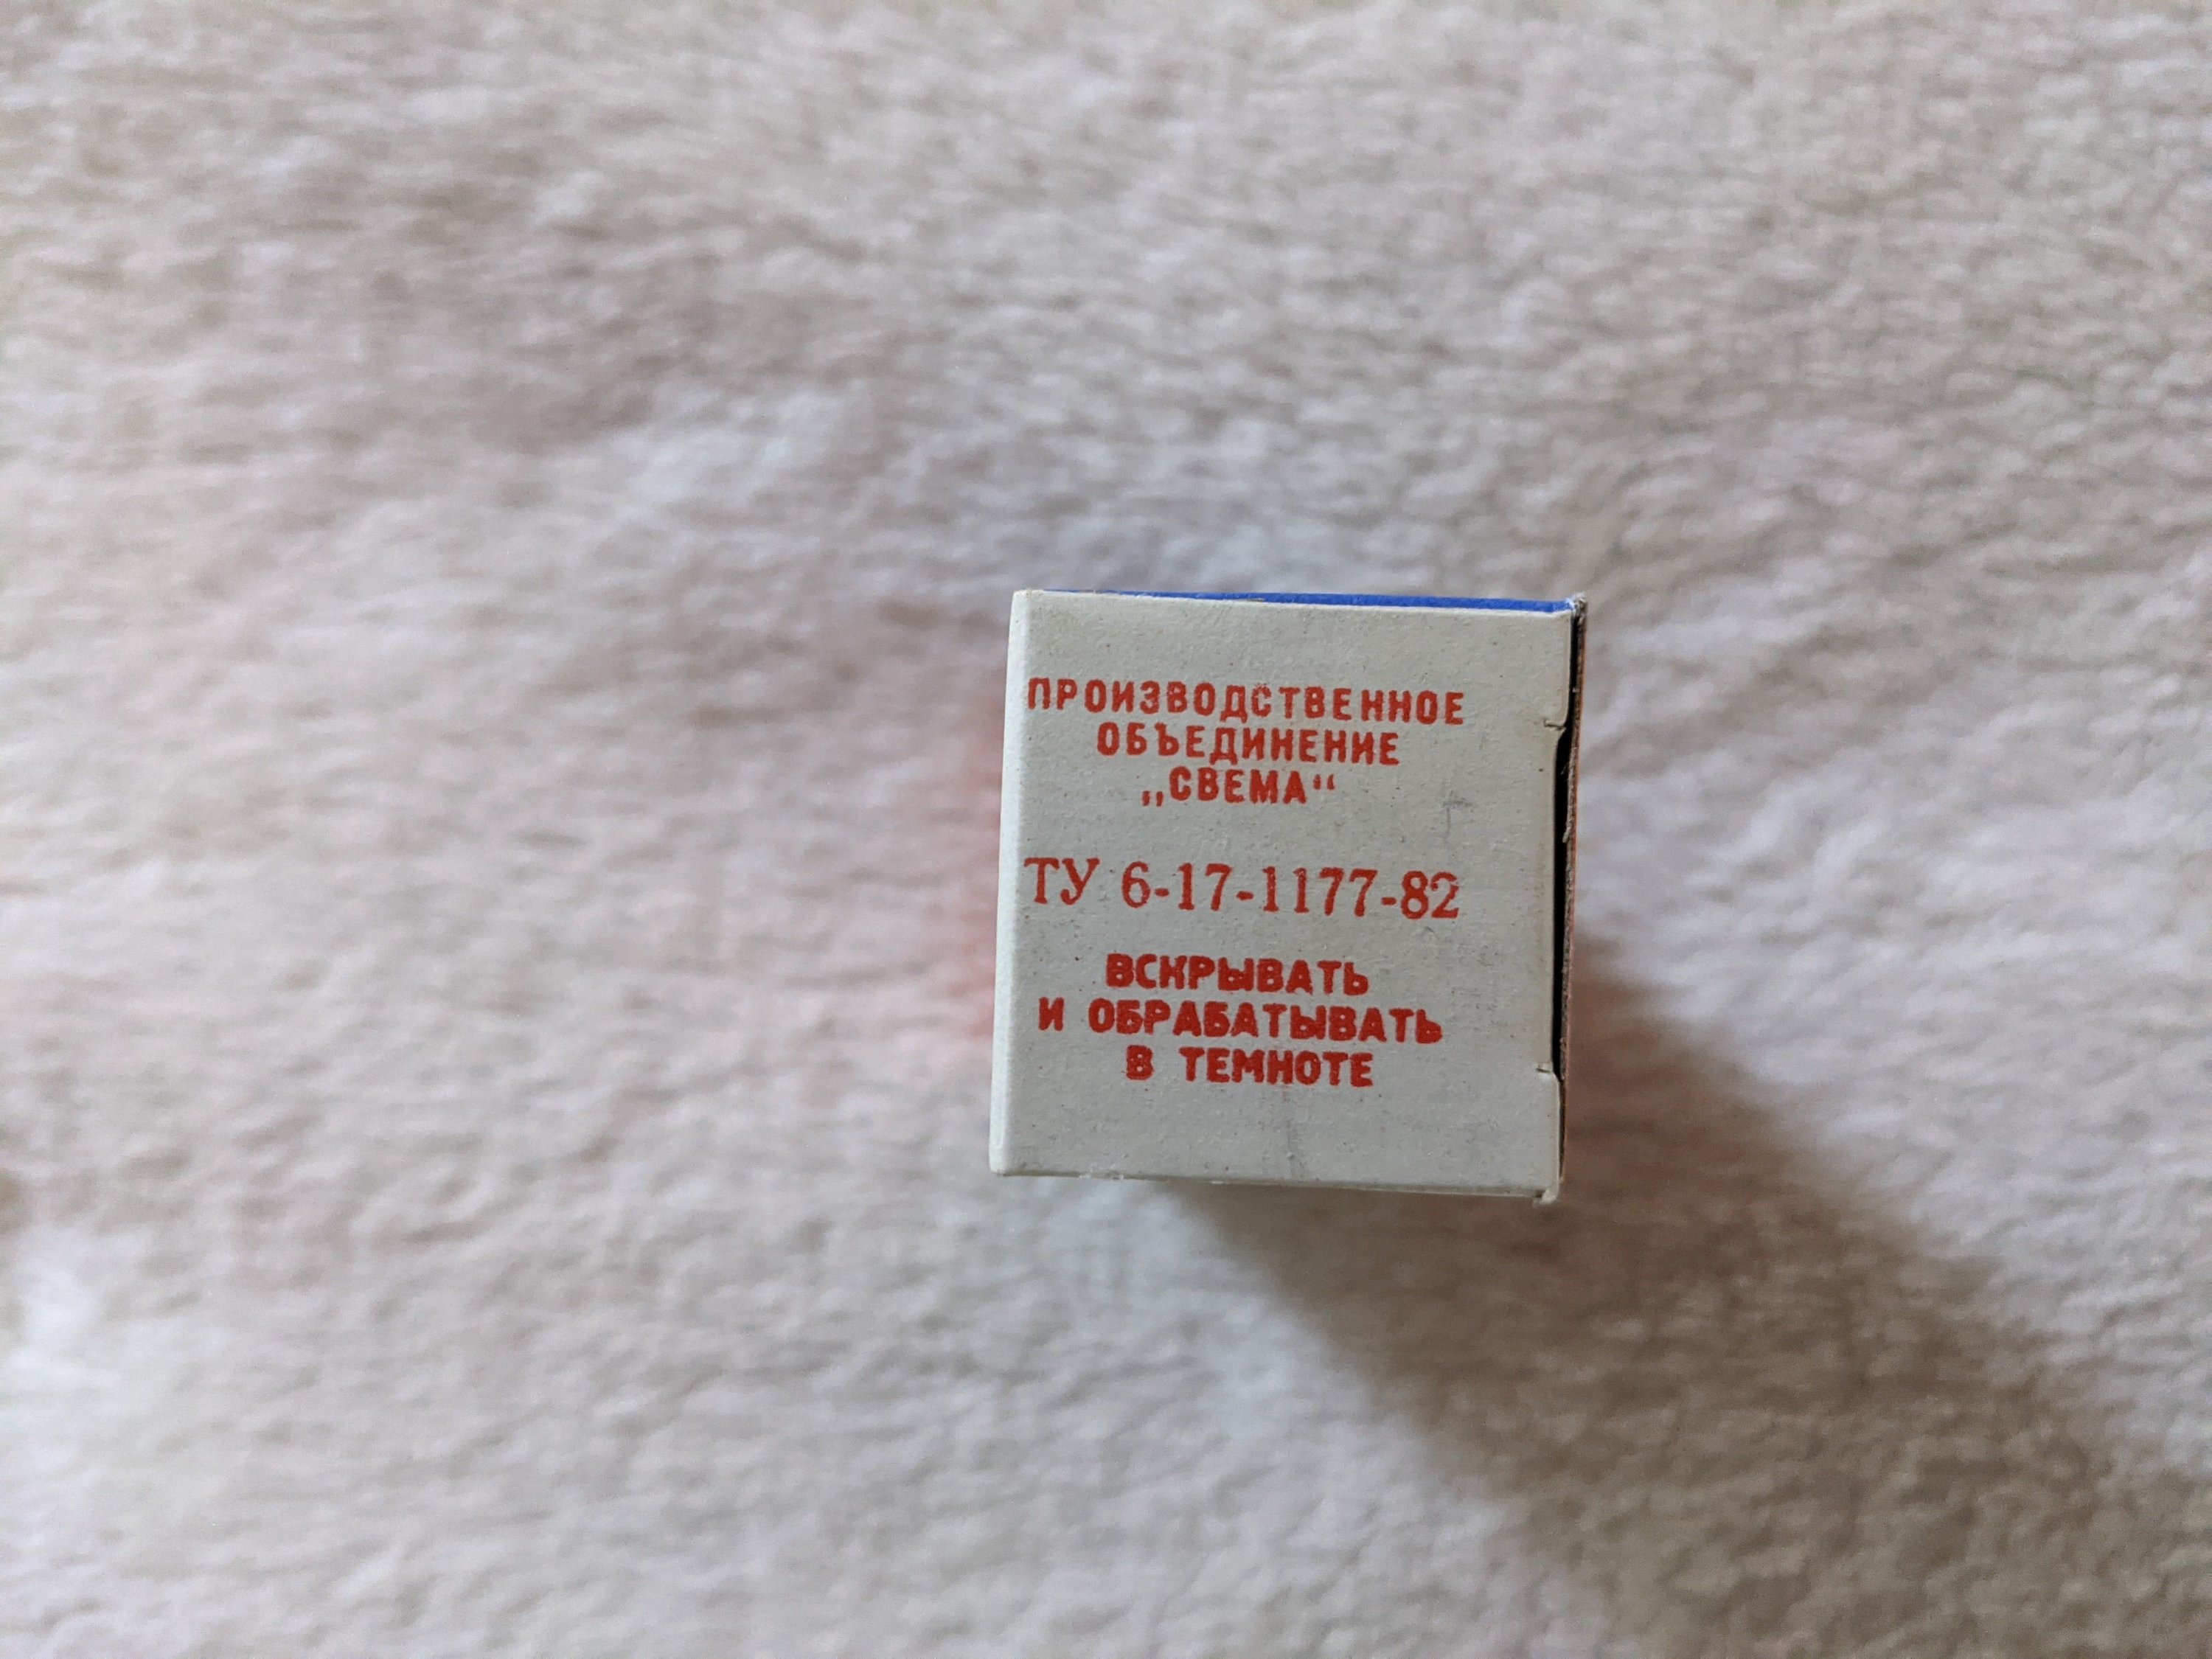 ПРОИЗВОДСТВЕННОЕ
ОБЪЕДИНЕНИЕ
„СВЕМА“
ТУ 6-17-1177-82
ВСКРЫВАТЬ
И ОБРАБАТЫВАТЬ
В ТЕМНОТЕ